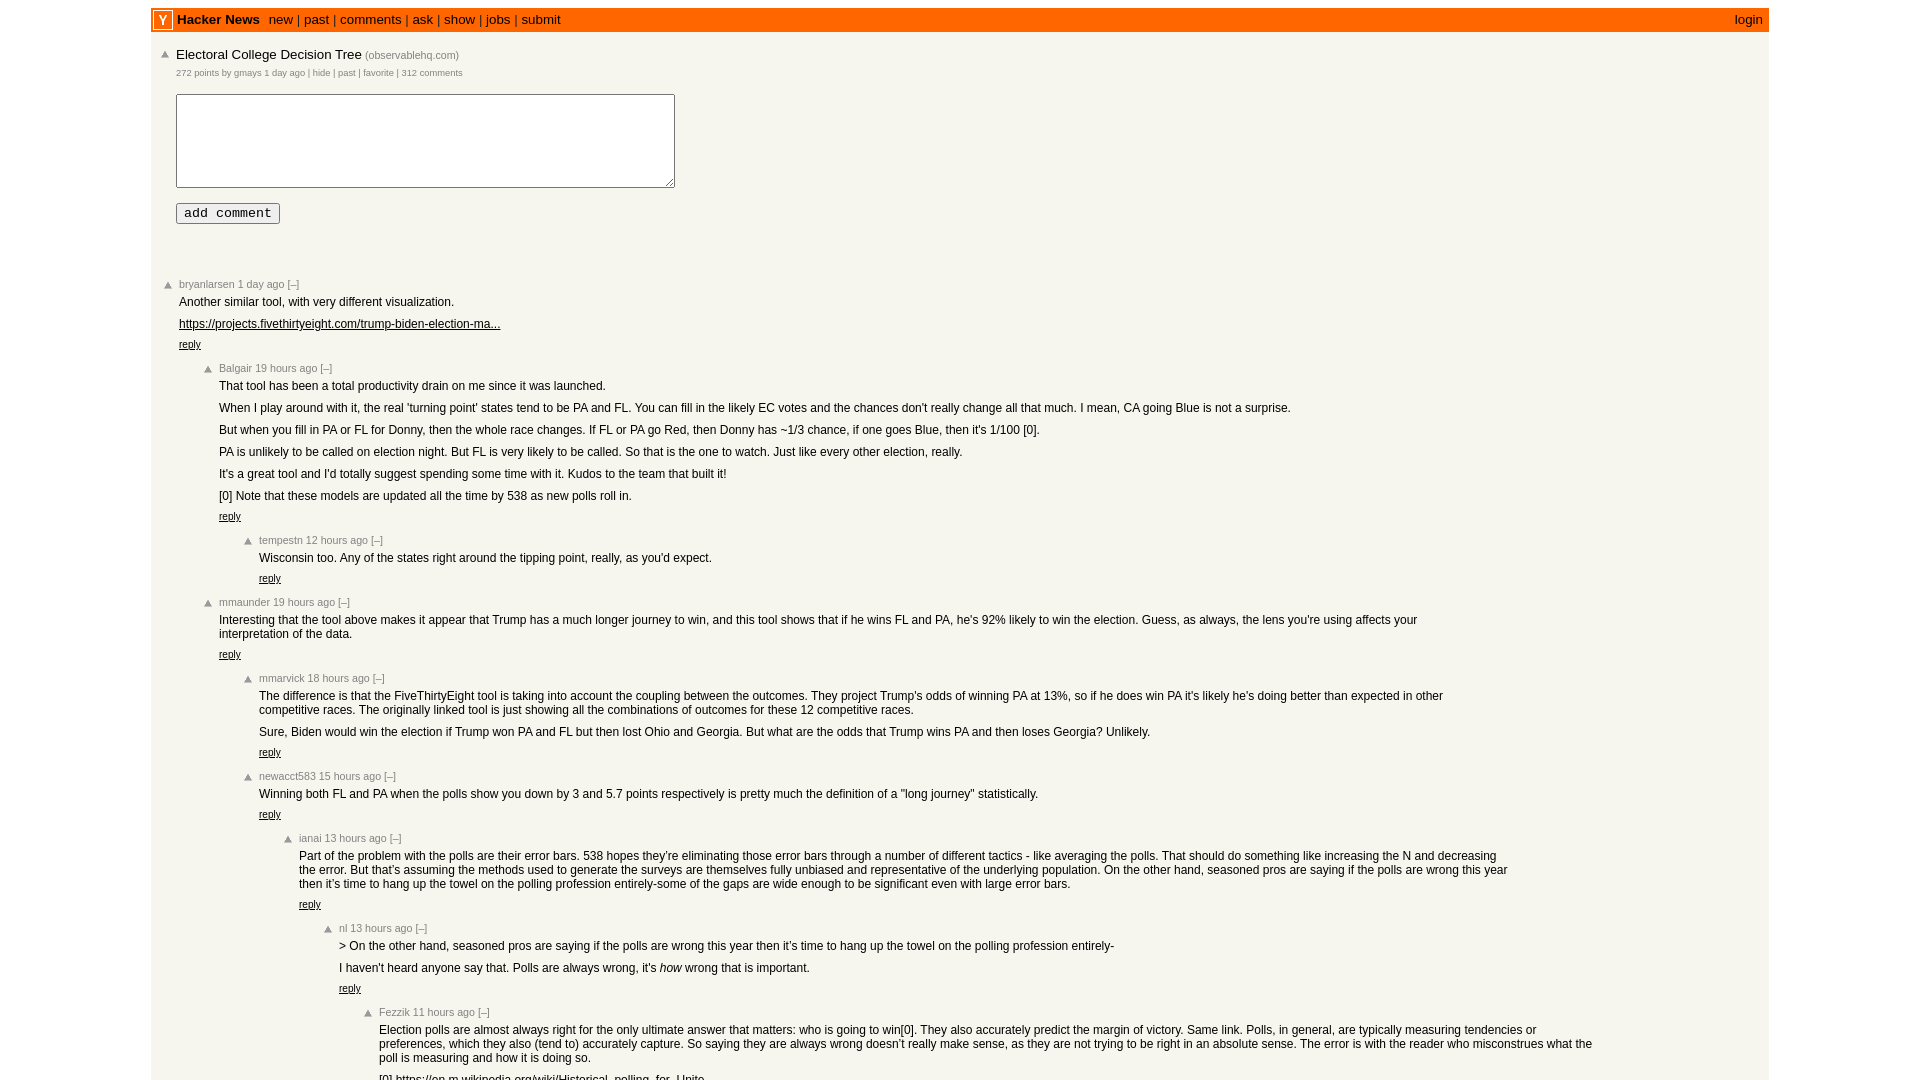 Y Hacker News new | past | comments | ask | show | jobs | submit login
Electoral College Decision Tree (observablehq.com)
272 points by gmays 1 day ago | hide | past | favorite | 312 comments
add comment
bryanlarsen 1 day ago [–]
Another similar tool, with very different visualization.
https://projects.fivethirtyeight.com/trump-biden-election-ma...
reply
Balgair 19 hours ago [–]
That tool has been a total productivity drain on me since it was launched.
When I play around with it, the real 'turning point' states tend to be PA and FL. You can fill in the likely EC votes and the chances don't really change all that much. I mean, CA going Blue is not a surprise.
But when you fill in PA or FL for Donny, then the whole race changes. If FL or PA go Red, then Donny has ~1/3 chance, if one goes Blue, then it's 1/100 [0].
PA is unlikely to be called on election night. But FL is very likely to be called. So that is the one to watch. Just like every other election, really.
It's a great tool and I'd totally suggest spending some time with it. Kudos to the team that built it!
[0] Note that these models are updated all the time by 538 as new polls roll in.
reply
tempestn 12 hours ago [–]
Wisconsin too. Any of the states right around the tipping point, really, as you'd expect.
reply
mmaunder 19 hours ago [–]
Interesting that the tool above makes it appear that Trump has a much longer journey to win, and this tool shows that if he wins FL and PA, he's 92% likely to win the election. Guess, as always, the lens you're using affects your
interpretation of the data.
reply
mmarvick 18 hours ago [–]
The difference is that the FiveThirtyEight tool is taking into account the coupling between the outcomes. They project Trump's odds of winning PA at 13%, so if he does win PA it's likely he's doing better than expected in other
competitive races. The originally linked tool is just showing all the combinations of outcomes for these 12 competitive races.
Sure, Biden would win the election if Trump won PA and FL but then lost Ohio and Georgia. But what are the odds that Trump wins PA and then loses Georgia? Unlikely.
reply
newacct583 15 hours ago [–]
Winning both FL and PA when the polls show you down by 3 and 5.7 points respectively is pretty much the definition of a "long journey" statistically.
reply
ianai 13 hours ago [–]
Part of the problem with the polls are their error bars. 538 hopes they’re eliminating those error bars through a number of different tactics - like averaging the polls. That should do something like increasing the N and decreasing
the error. But that’s assuming the methods used to generate the surveys are themselves fully unbiased and representative of the underlying population. On the other hand, seasoned pros are saying if the polls are wrong this year
then it’s time to hang up the towel on the polling profession entirely-some of the gaps are wide enough to be significant even with large error bars.
reply
nl 13 hours ago [–]
> On the other hand, seasoned pros are saying if the polls are wrong this year then it’s time to hang up the towel on the polling profession entirely-
I haven't heard anyone say that. Polls are always wrong, it's how wrong that is important.
reply
Fezzik 11 hours ago [–]
Election polls are almost always right for the only ultimate answer that matters: who is going to win[0]. They also accurately predict the margin of victory. Same link. Polls, in general, are typically measuring tendencies or
preferences, which they also (tend to) accurately capture. So saying they are always wrong doesn’t really make sense, as they are not trying to be right in an absolute sense. The error is with the reader who misconstrues what the
poll is measuring and how it is doing so.
[0] https://en.m.wikipedia.org/wiki/Historical_polling_for_Unite...